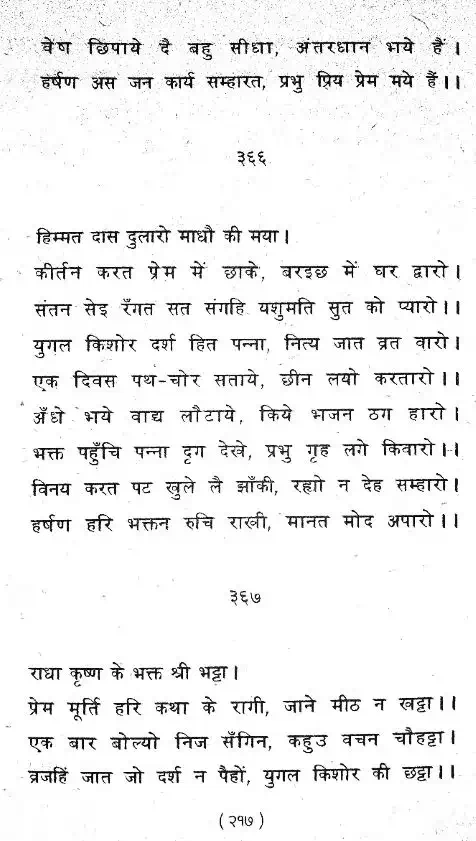 वेष छिपाये दै बहु सीधा, अंतरधान भये हैं।
हर्षण अस जन कार्य सम्हारत, प्रभु प्रिय प्रेम मये हैं।।
३६६
हिम्मत दास दुलारो माधौ की मया।
कीर्तन करत प्रेम में छाके, बरइछ में घर द्वारो।
संतन सेइ रँगत सत संगहि यशुमति सुत को प्यारो।।
युगल किशोर दर्श हित पन्ना, नित्य जात व्रत वारो।
एक दिवस पथ-चोर सताये, छीन लयो करतारो।।
अँधे भये वाद्य लौटाये, किये भजन ठग हारो।
भक्त पहुँचि पन्ना दृग देखे, प्रभु गृह लगे किवारो।।
विनय करत पट खुले लै झाँकी, रह्यो न देह सम्हारो।
हर्षण हरि भक्तन रुचि राखी, मानत मोद अपारो।।
३६७
राधा कृष्ण के भक्त श्री भट्टा।
प्रेम मूर्ति हरि कथा के रागी, जाने मीठ न खट्टा।।
एक बार बोल्यो निज सँगिन, कहुउ वचन चौहट्टा।
व्रजहिं जात जो दर्श न पैहों, युगल किशोर की छट्टा।।
(२१७)